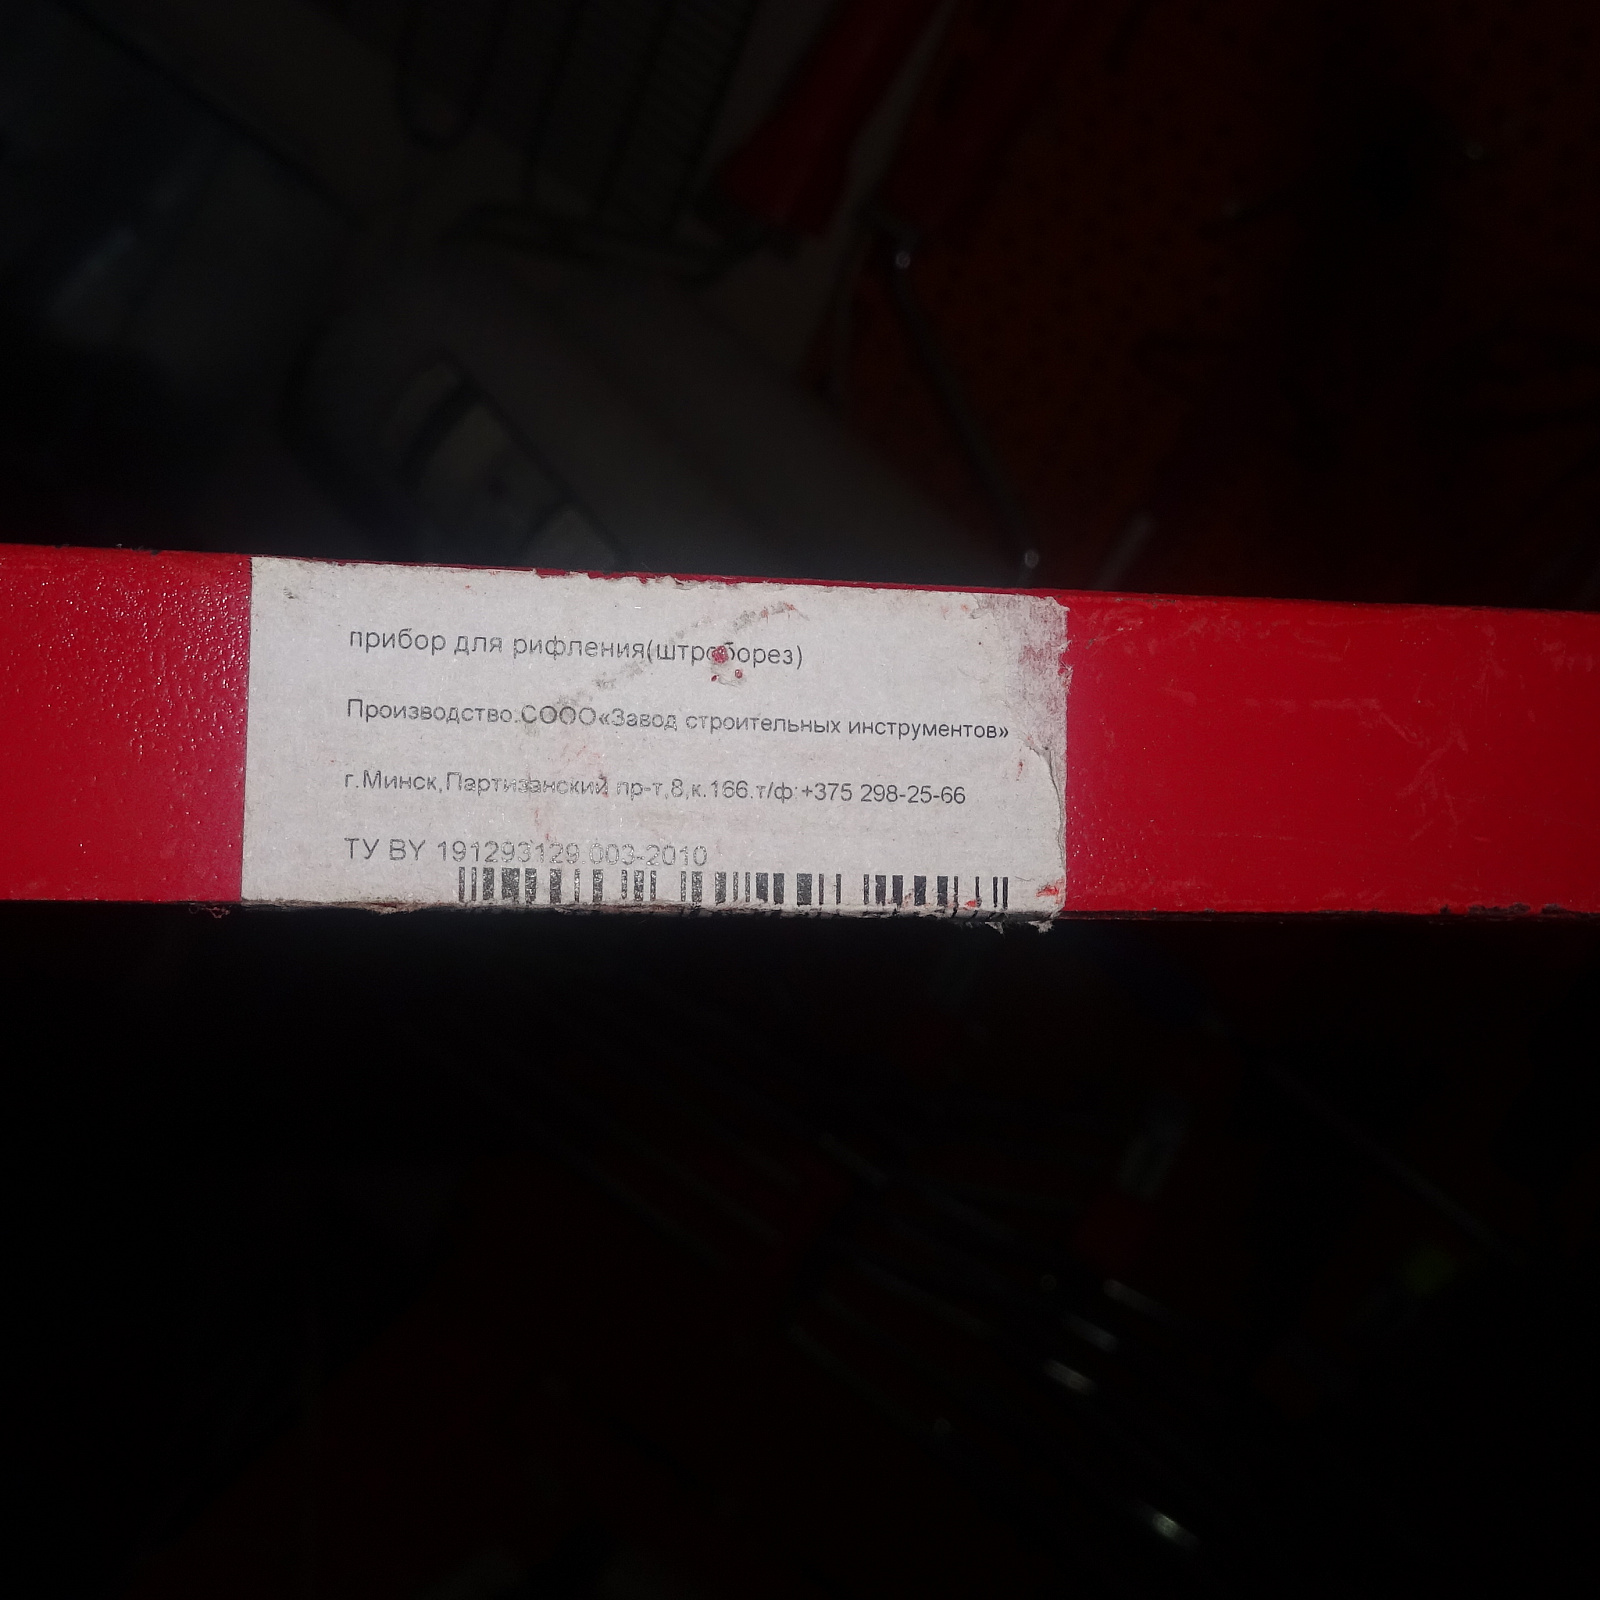 прибор для рифления(штроборез)
Производство:СООО«Завод строительных инструментов»
г.Минск,Партизанский пр-т,8,к.166.т/ф:+375 298-25-66
ТУ BY 191293129.003-2010